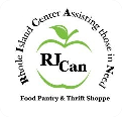 Rhode Island Center Assisting those in Need
RI
Can
Food Pantry & Thrift Shoppe